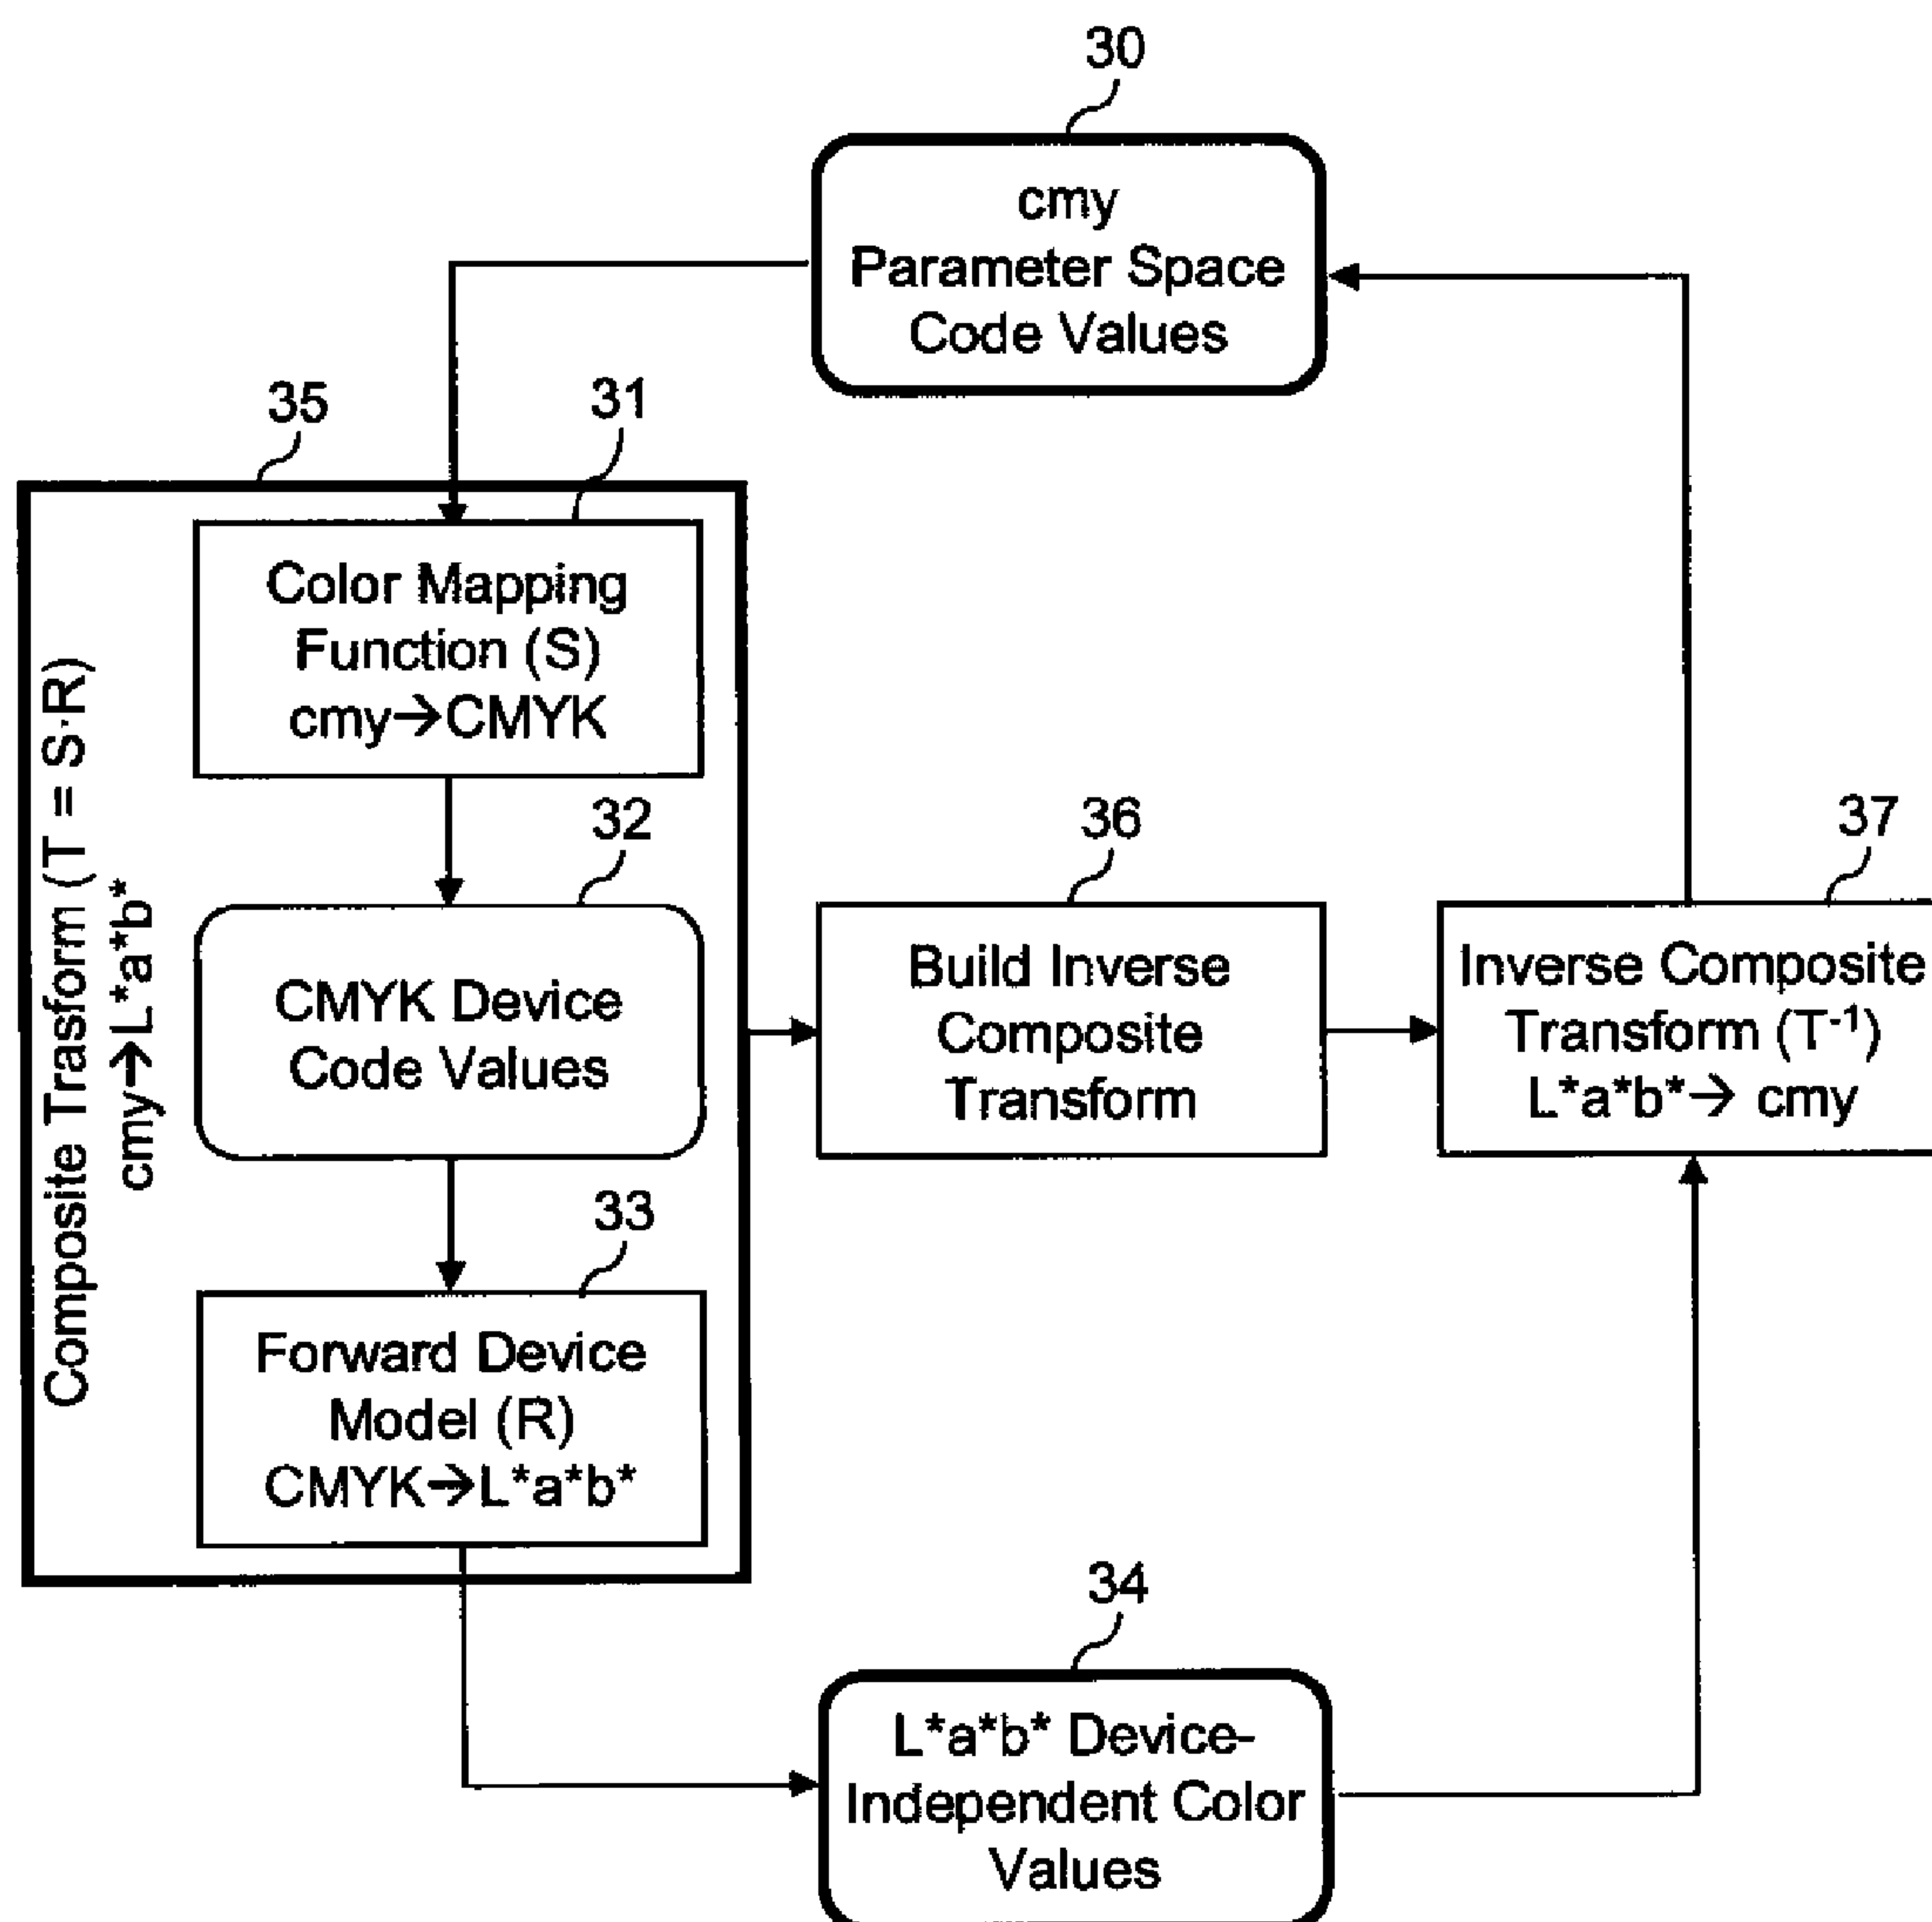 30
cmy
Parameter Space
Code Values
35
31
Composite Trasform (T = S·R)
cmy→L*a*b*
Color Mapping
Function (S)
cmy→CMYK
32
CMYK Device
Code Values
33
Forward Device
Model (R)
CMYK→L*a*b*
36
Build Inverse
Composite
Transform
37
Inverse Composite
Transform (T⁻¹)
L*a*b*→ cmy
34
L*a*b* Device-
Independent Color
Values